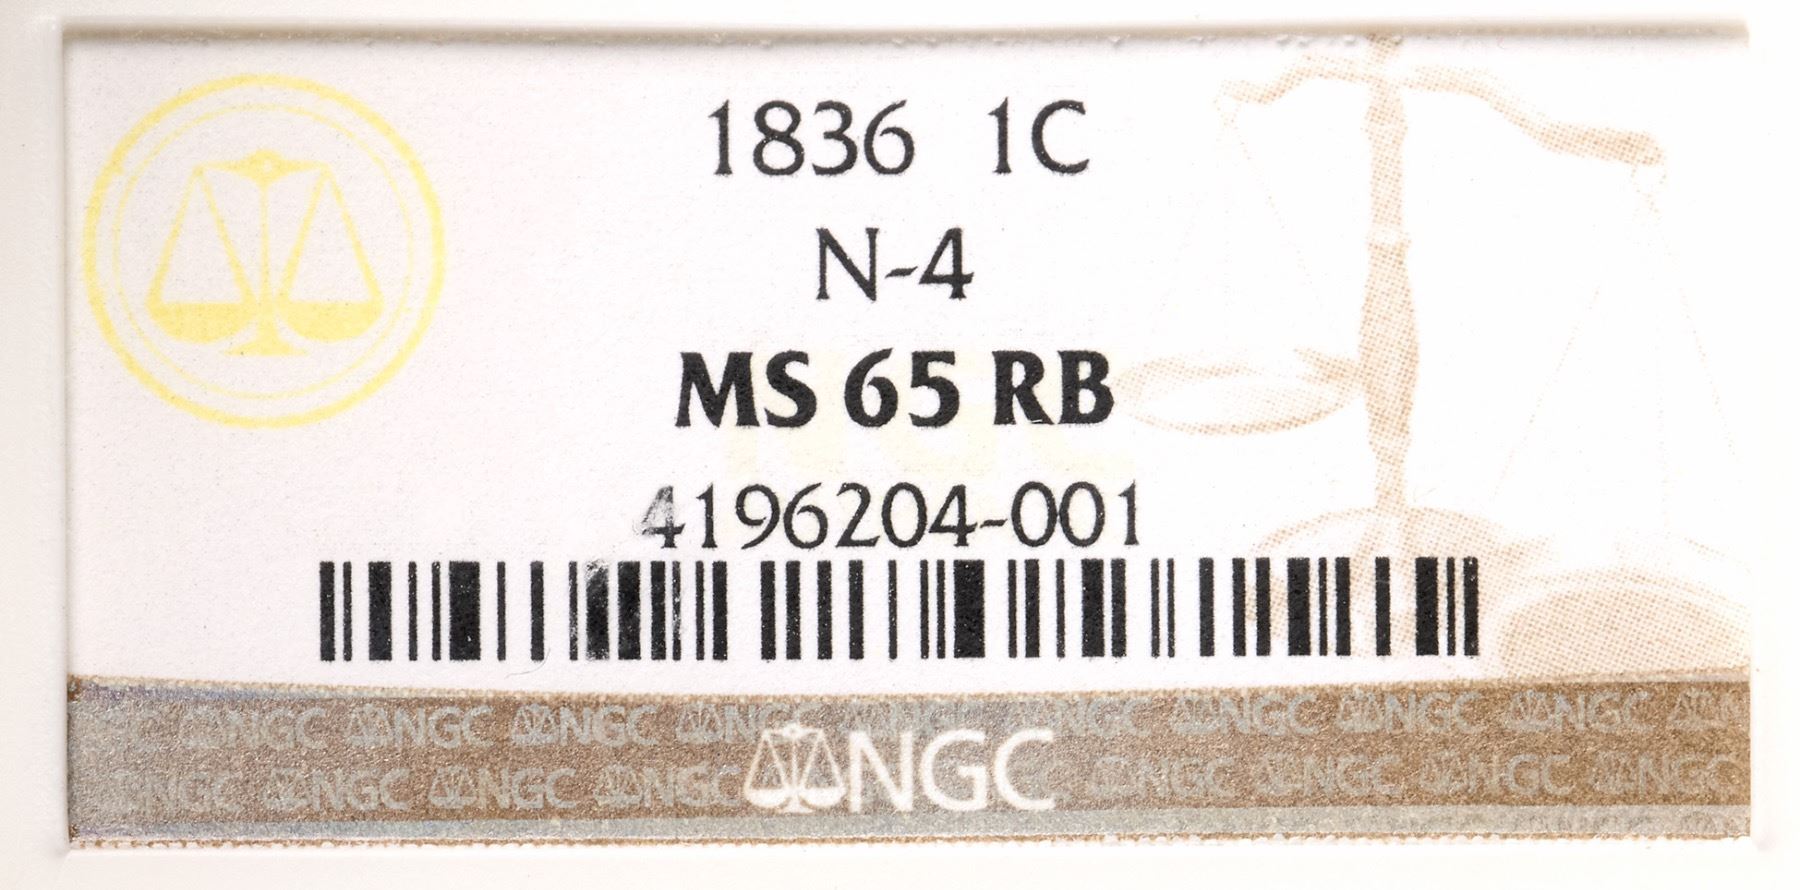 1836 1C
N-4
MS 65 RB
4196204-001
NGC